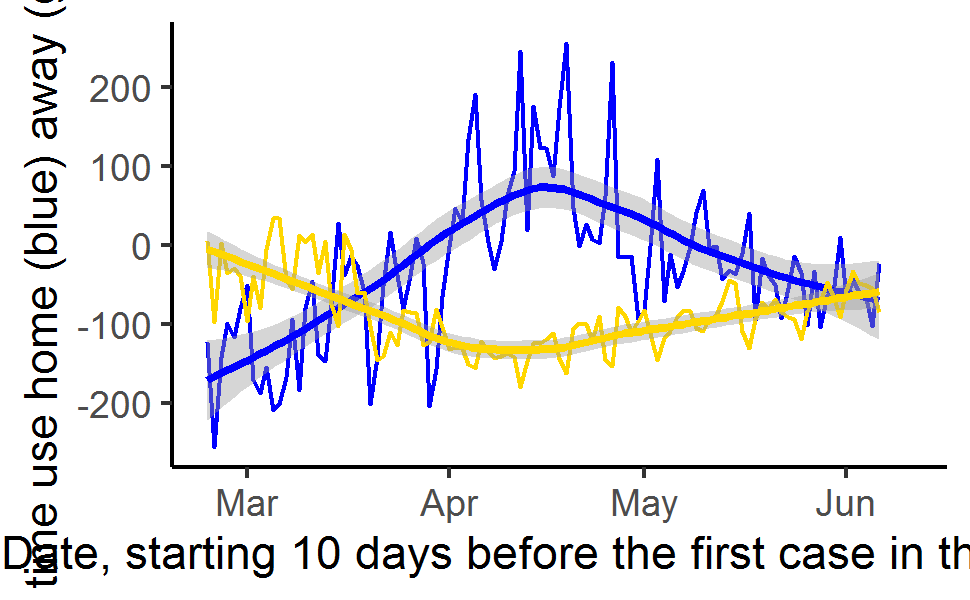 time use home (blue) away (
200
100
0
-100
-200
Mar Apr May Jun
Date, starting 10 days before the first case in th